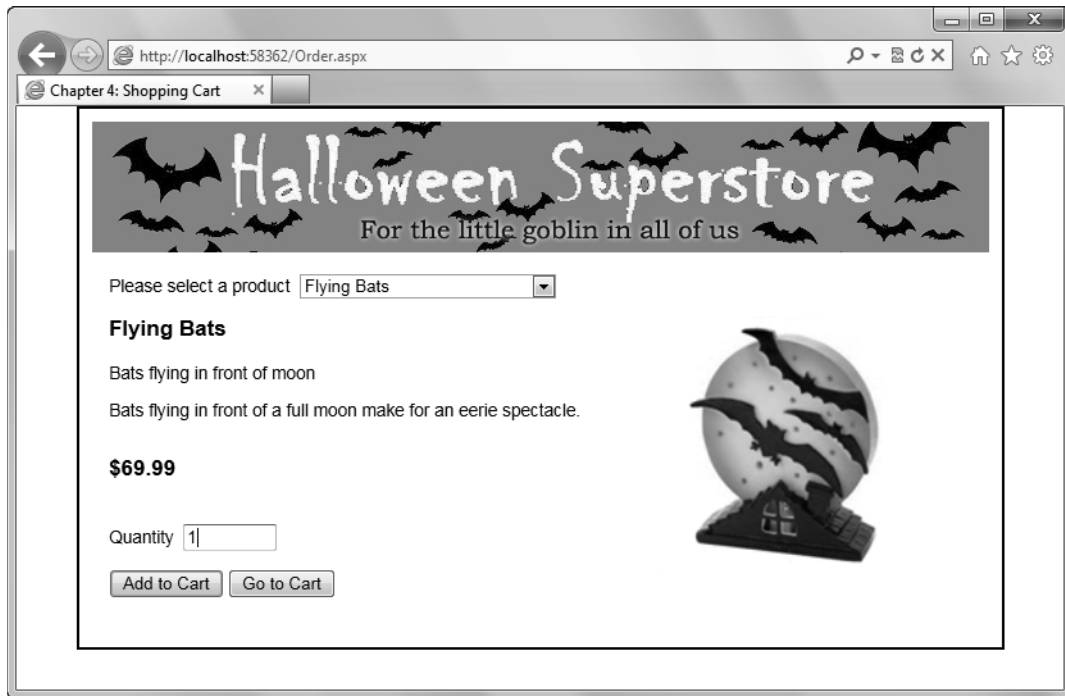 http://localhost:58362/Order.aspx
Chapter 4: Shopping Cart
Halloween Superstore
For the little goblin in all of us
Please select a product Flying Bats
Flying Bats
Bats flying in front of moon
Bats flying in front of a full moon make for an eerie spectacle.
$69.99
Quantity 1
Add to Cart Go to Cart